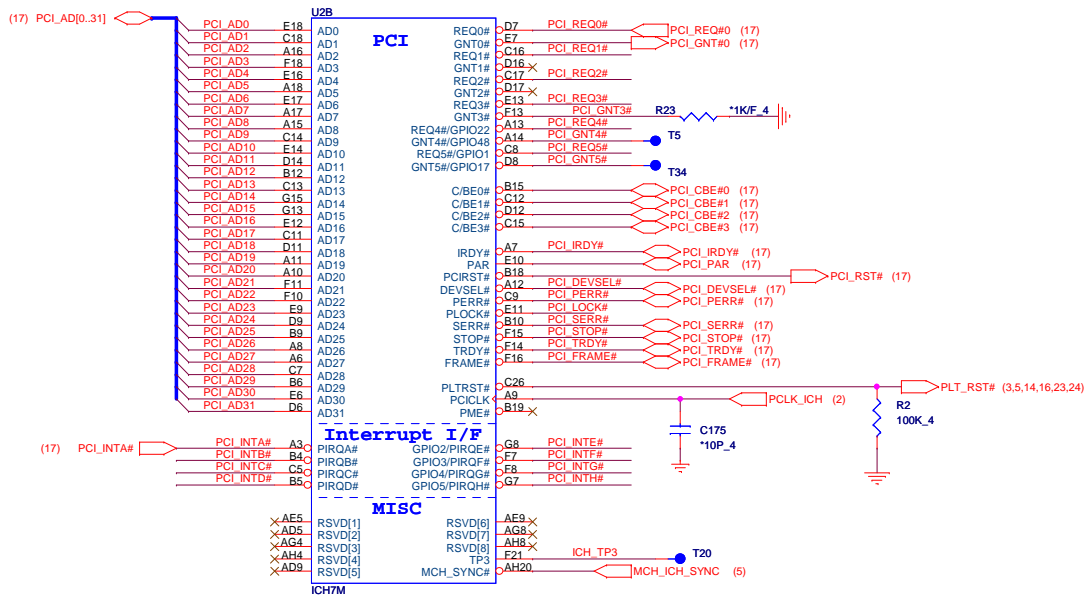 U2B
(17) PCI_AD[0..31]
PCI
PCI_AD0 E18 AD0 REQ0# D7 PCI_REQ0# PCI_REQ#0 (17)
PCI_AD1 C18 AD1 GNT0# E7 PCI_GNT#0 (17)
PCI_AD2 A16 AD2 REQ1# C16 PCI_REQ1#
PCI_AD3 F18 AD3 GNT1# D16
PCI_AD4 E16 AD4 REQ2# C17 PCI_REQ2#
PCI_AD5 A18 AD5 GNT2# D17
PCI_AD6 E17 AD6 REQ3# E13 PCI_REQ3#
PCI_AD7 A17 AD7 GNT3# F13 PCI_GNT3# R23 *1K/F_4
PCI_AD8 A15 AD8 REQ4#/GPIO22 A13 PCI_REQ4#
PCI_AD9 C14 AD9 GNT4#/GPIO48 A14 PCI_GNT4# T5
PCI_AD10 E14 AD10 REQ5#/GPIO1 C8 PCI_REQ5#
PCI_AD11 D14 AD11 GNT5#/GPIO17 D8 PCI_GNT5# T34
PCI_AD12 B12 AD12
PCI_AD13 C13 AD13 C/BE0# B15 PCI_CBE#0 (17)
PCI_AD14 G15 AD14 C/BE1# C12 PCI_CBE#1 (17)
PCI_AD15 G13 AD15 C/BE2# D12 PCI_CBE#2 (17)
PCI_AD16 E12 AD16 C/BE3# C15 PCI_CBE#3 (17)
PCI_AD17 C11 AD17
PCI_AD18 D11 AD18 IRDY# A7 PCI_IRDY# PCI_IRDY# (17)
PCI_AD19 A11 AD19 PAR E10 PCI_PAR (17)
PCI_AD20 A10 AD20 PCIRST# B18 PCI_RST# (17)
PCI_AD21 F11 AD21 DEVSEL# A12 PCI_DEVSEL# PCI_DEVSEL# (17)
PCI_AD22 F10 AD22 PERR# C9 PCI_PERR# PCI_PERR# (17)
PCI_AD23 E9 AD23 PLOCK# E11 PCI_LOCK#
PCI_AD24 D9 AD24 SERR# B10 PCI_SERR# PCI_SERR# (17)
PCI_AD25 B9 AD25 STOP# F15 PCI_STOP# PCI_STOP# (17)
PCI_AD26 A8 AD26 TRDY# F14 PCI_TRDY# PCI_TRDY# (17)
PCI_AD27 A6 AD27 FRAME# F16 PCI_FRAME# PCI_FRAME# (17)
PCI_AD28 C7 AD28
PCI_AD29 B6 AD29 PLTRST# C26 PLT_RST# (3,5,14,16,23,24)
PCI_AD30 E6 AD30 PCICLK A9 PCLK_ICH (2)
PCI_AD31 D6 AD31 PME# B19
R2
100K_4
C175
*10P_4
Interrupt I/F
(17) PCI_INTA# PCI_INTA# A3 PIRQA# GPIO2/PIRQE# G8 PCI_INTE#
PCI_INTB# B4 PIRQB# GPIO3/PIRQF# F7 PCI_INTF#
PCI_INTC# C5 PIRQC# GPIO4/PIRQG# F8 PCI_INTG#
PCI_INTD# B5 PIRQD# GPIO5/PIRQH# G7 PCI_INTH#
MISC
AE5 RSVD[1] RSVD[6] AE9
AD5 RSVD[2] RSVD[7] AG8
AG4 RSVD[3] RSVD[8] AH8
AH4 RSVD[4] TP3 F21 ICH_TP3 T20
AD9 RSVD[5] MCH_SYNC# AH20 MCH_ICH_SYNC (5)
ICH7M